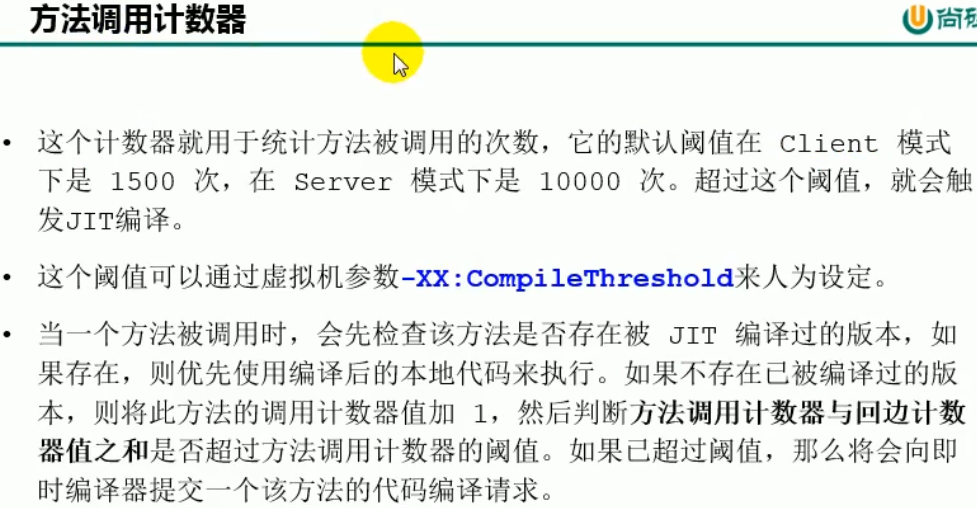 方法调用计数器
尚硅
• 这个计数器就用于统计方法被调用的次数，它的默认阈值在 Client 模式
下是 1500 次，在 Server 模式下是 10000 次。超过这个阈值，就会触
发JIT编译。
• 这个阈值可以通过虚拟机参数-XX:CompileThreshold来人为设定。
• 当一个方法被调用时，会先检查该方法是否存在被 JIT 编译过的版本，如
果存在，则优先使用编译后的本地代码来执行。如果不存在已被编译过的版
本，则将此方法的调用计数器值加 1，然后判断方法调用计数器与回边计数
器值之和是否超过方法调用计数器的阈值。如果已超过阈值，那么将会向即
时编译器提交一个该方法的代码编译请求。